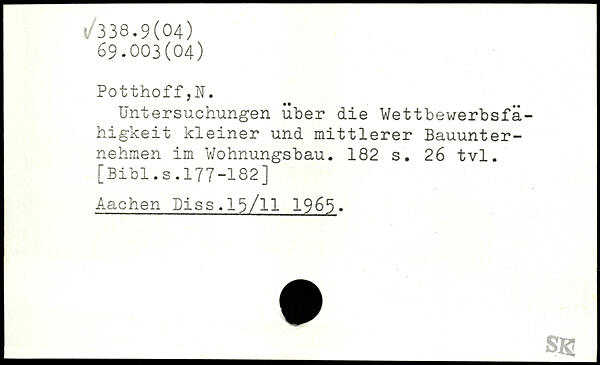 ✓338.9(04)
69.003(04)
Potthoff,N.
Untersuchungen über die Wettbewerbsfä-
higkeit kleiner und mittlerer Bauunter-
nehmen im Wohnungsbau. 182 s. 26 tvl.
[Bibl.s.177-182]
Aachen Diss.15/11 1965.
SK